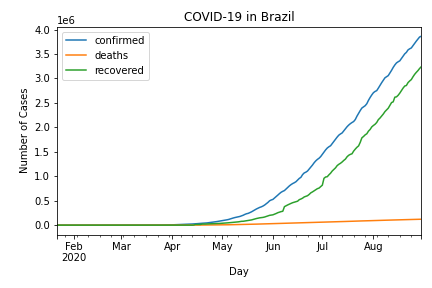 COVID-19 in Brazil
1e6
confirmed
deaths
recovered
4.0
3.5
3.0
2.5
2.0
1.5
1.0
0.5
0.0
Number of Cases
Feb Mar Apr May Jun Jul Aug
2020
Day